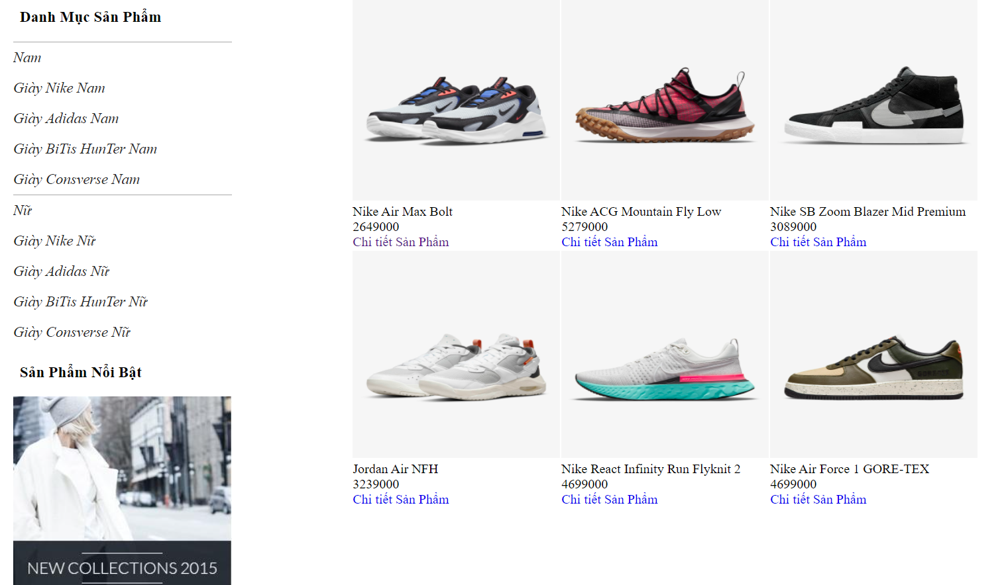 Danh Mục Sản Phẩm
Nam
Giày Nike Nam
Giày Adidas Nam
Giày BiTis HunTer Nam
Giày Consverse Nam
Nữ
Giày Nike Nữ
Giày Adidas Nữ
Giày BiTis HunTer Nữ
Giày Consverse Nữ
Sản Phẩm Nổi Bật
NEW COLLECTIONS 2015
Nike Air Max Bolt
2649000
Chi tiết Sản Phẩm
Nike ACG Mountain Fly Low
5279000
Chi tiết Sản Phẩm
Nike SB Zoom Blazer Mid Premium
3089000
Chi tiết Sản Phẩm
Jordan Air NFH
3239000
Chi tiết Sản Phẩm
Nike React Infinity Run Flyknit 2
4699000
Chi tiết Sản Phẩm
GORE-TEX
Nike Air Force 1 GORE-TEX
4699000
Chi tiết Sản Phẩm